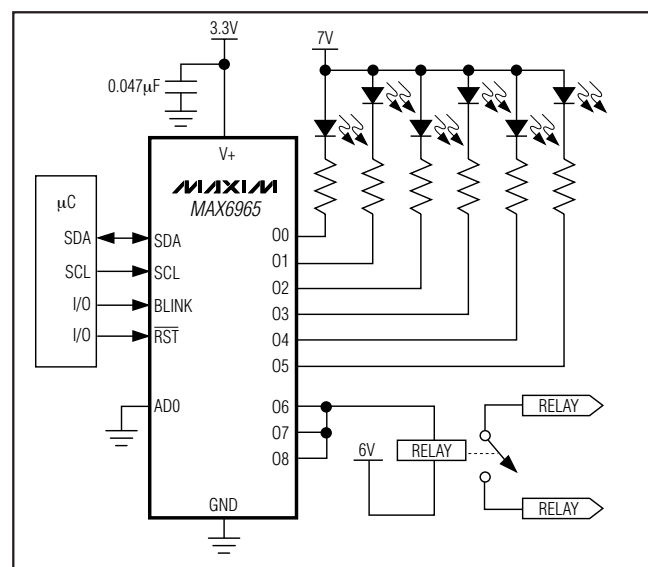 3.3V
7V
0.047µF
V+
MAXIM
MAX6965
µC
SDA
SCL
I/O
I/O
SDA
SCL
BLINK
RST
AD0
GND
O0
O1
O2
O3
O4
O5
O6
O7
O8
6V
RELAY
RELAY
RELAY